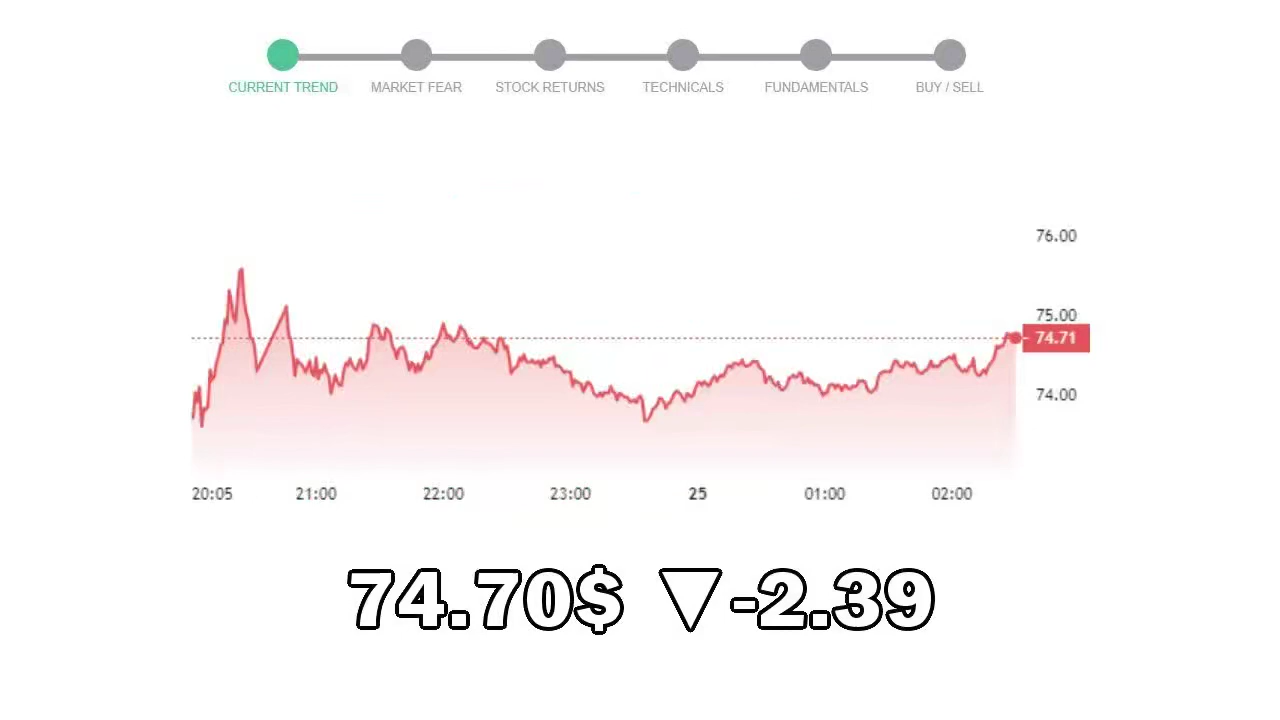 CURRENT TREND MARKET FEAR STOCK RETURNS TECHNICALS FUNDAMENTALS BUY / SELL
76.00
75.00
74.71
74.00
20:05 21:00 22:00 23:00 25 01:00 02:00
74.70$ ▼-2.39